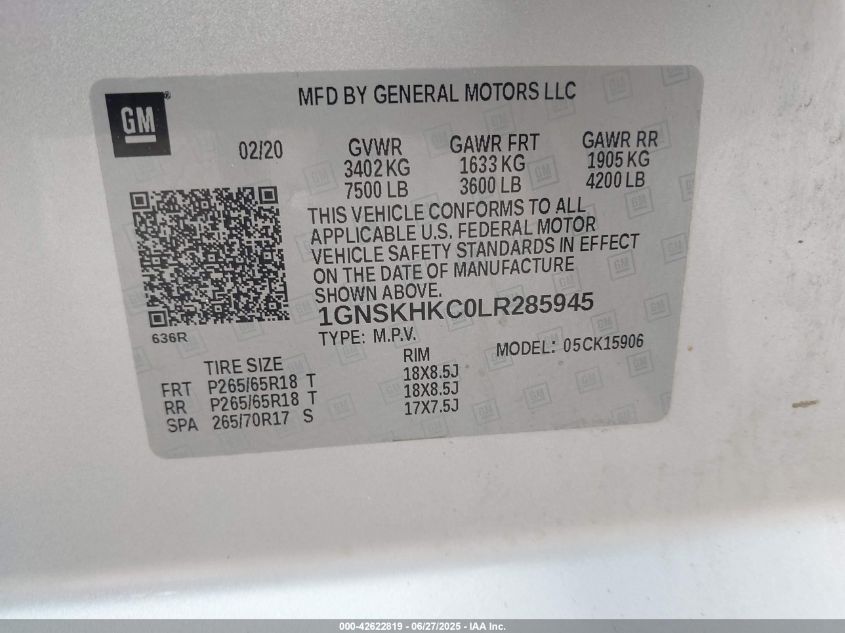 GM ®
MFD BY GENERAL MOTORS LLC
02/20
GVWR GAWR FRT GAWR RR
3402 KG 1633 KG 1905 KG
7500 LB 3600 LB 4200 LB
THIS VEHICLE CONFORMS TO ALL
APPLICABLE U.S. FEDERAL MOTOR
VEHICLE SAFETY STANDARDS IN EFFECT
ON THE DATE OF MANUFACTURE
SHOWN ABOVE.
1GNSKHKC0LR285945
636R
TYPE: M.P.V.
MODEL: 05CK15906
TIRE SIZE RIM
FRT P265/65R18 T 18X8.5J
RR P265/65R18 T 18X8.5J
SPA 265/70R17 S 17X7.5J
000-42622819 - 06/27/2025 - IAA Inc.